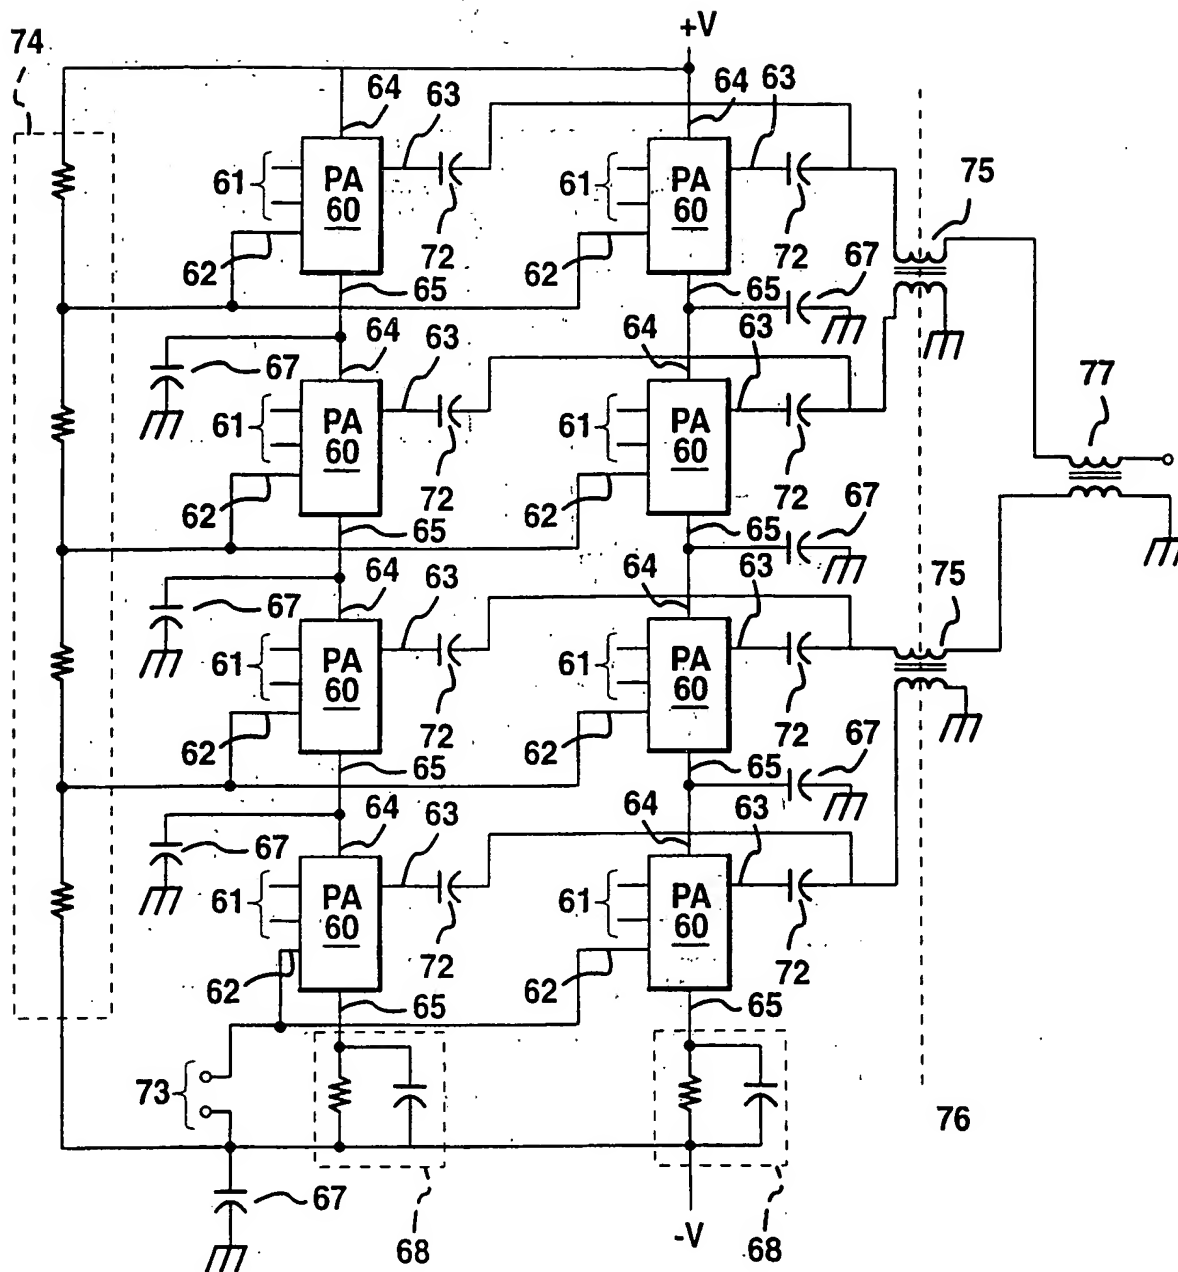 +V
74
64 63 64 63
61 PA 60 61 PA 60 75
62 72 62 72 67
65 65
67 64 63 64 63 77
61 PA 60 61 PA 60
62 72 62 72 67
65 65
67 64 63 64 63 75
61 PA 60 61 PA 60
62 72 62 72 67
65 65
67 64 63 64 63
61 PA 60 61 PA 60
62 72 62 72
65 65
73
76
67 68 -V 68